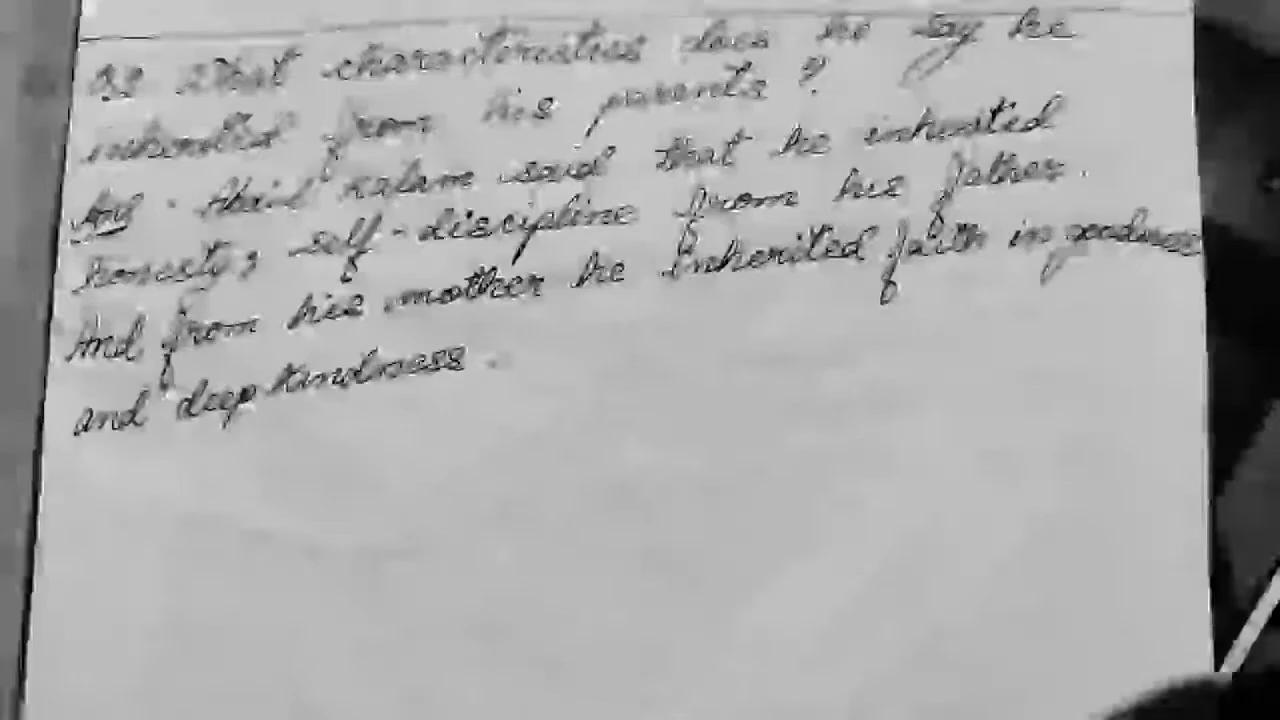 What characteristics does he say he
inherited from his parents?
Ans - Abdul Kalam said that he inherited
honesty, self-discipline from his father.
And from his mother he inherited faith in goodness
and deep kindness.